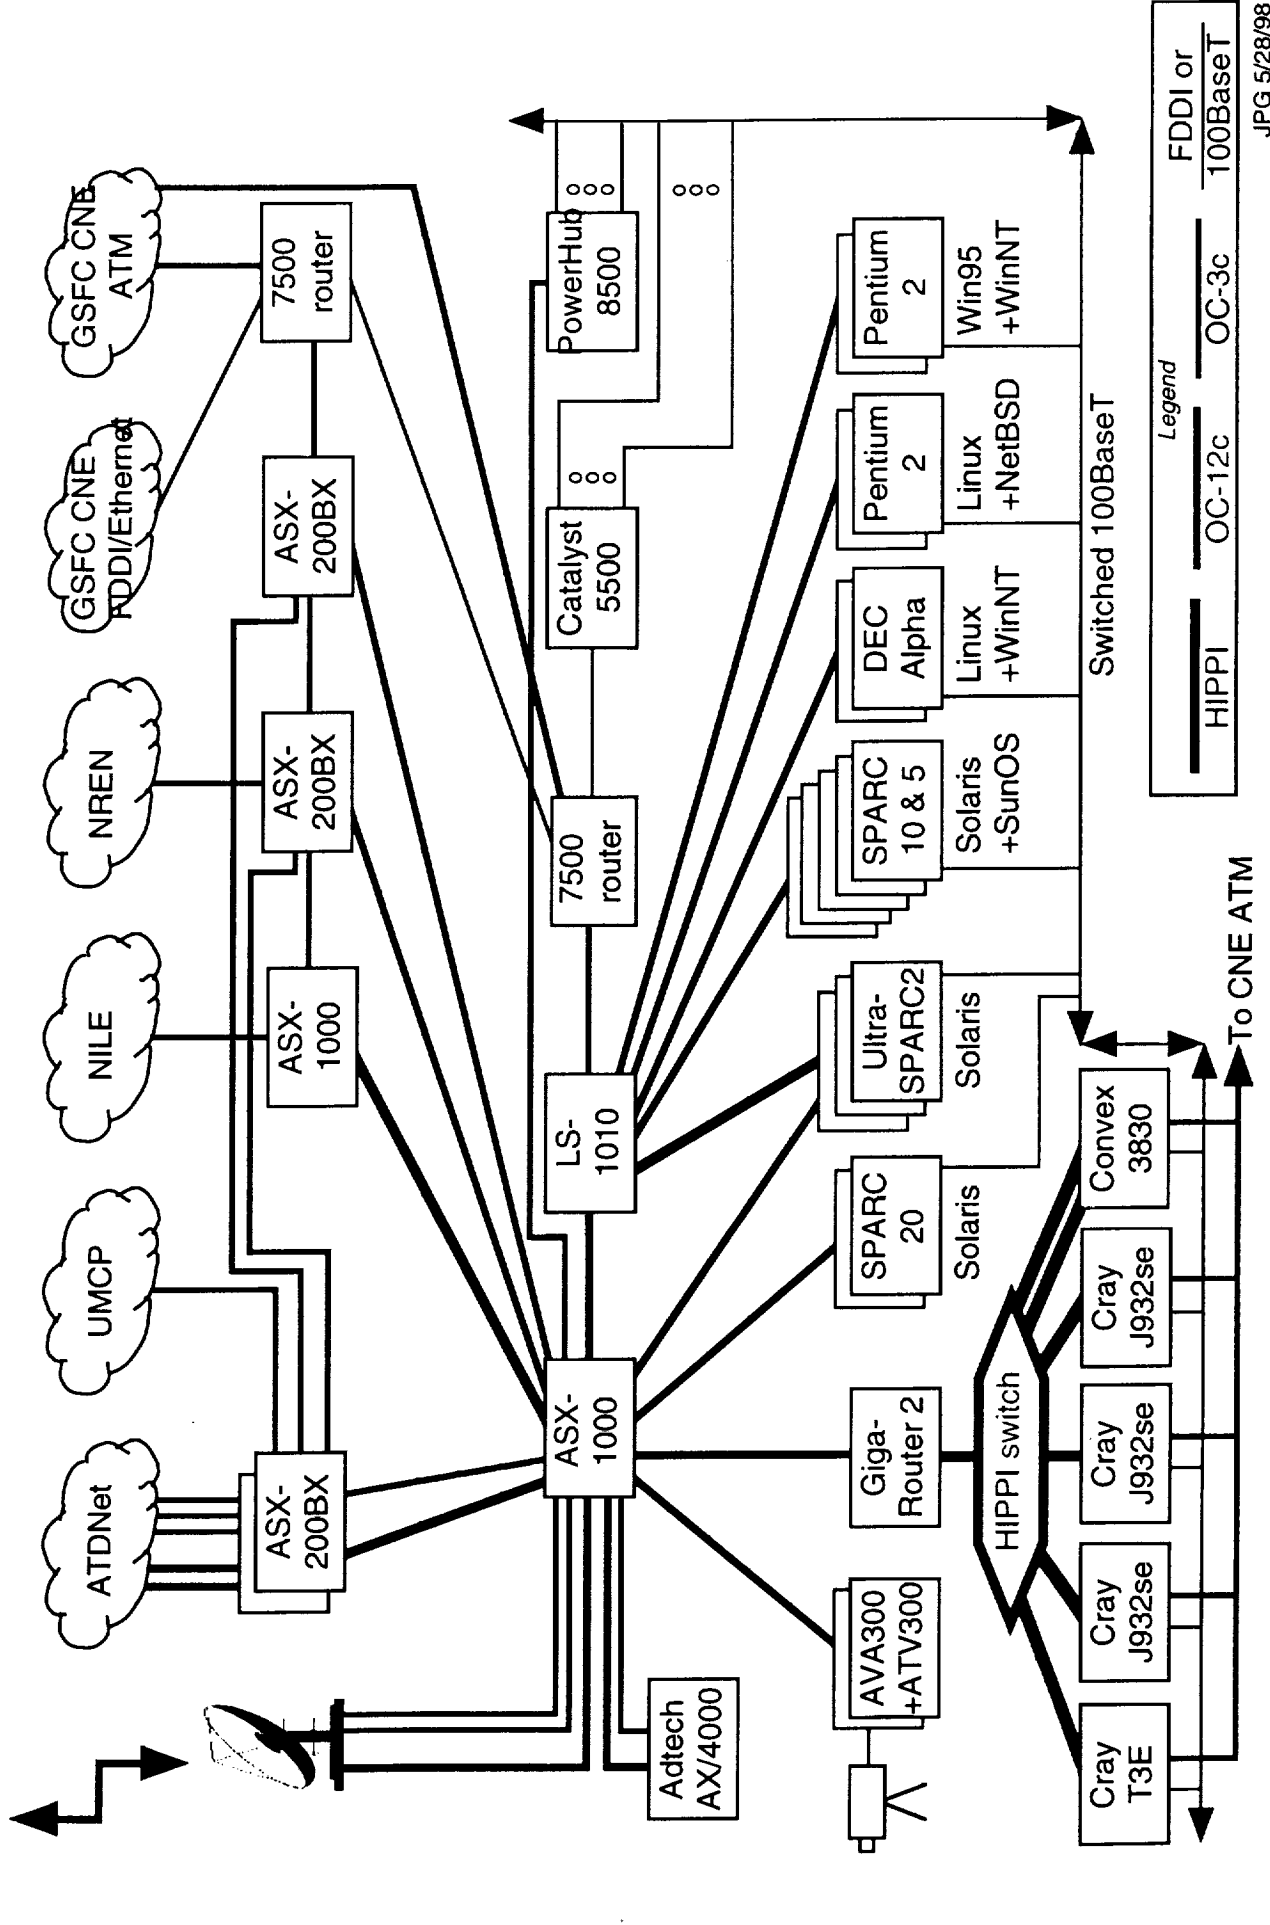 ATDNet
UMCP
NILE
NREN
GSFC CNE
FDDI/Ethernet
GSFC CNE
ATM
ASX-
200BX
ASX-
1000
ASX-
200BX
ASX-
200BX
7500
router
Adtech
AX/4000
ASX-
1000
LS-
1010
7500
router
Catalyst
5500
PowerHub
8500
AVA300
+ATV300
Giga-
Router 2
SPARC
20
Solaris
Ultra-
SPARC2
Solaris
SPARC
10 & 5
Solaris
+SunOS
DEC
Alpha
Linux
+WinNT
Pentium
2
Linux
+NetBSD
Pentium
2
Win95
+WinNT
HIPPI switch
Switched 100BaseT
Cray
T3E
Cray
J932se
Cray
J932se
Cray
J932se
Convex
3830
To CNE ATM
Legend
HIPPI
OC-12c
OC-3c
FDDI or
100BaseT
JPG 5/28/98